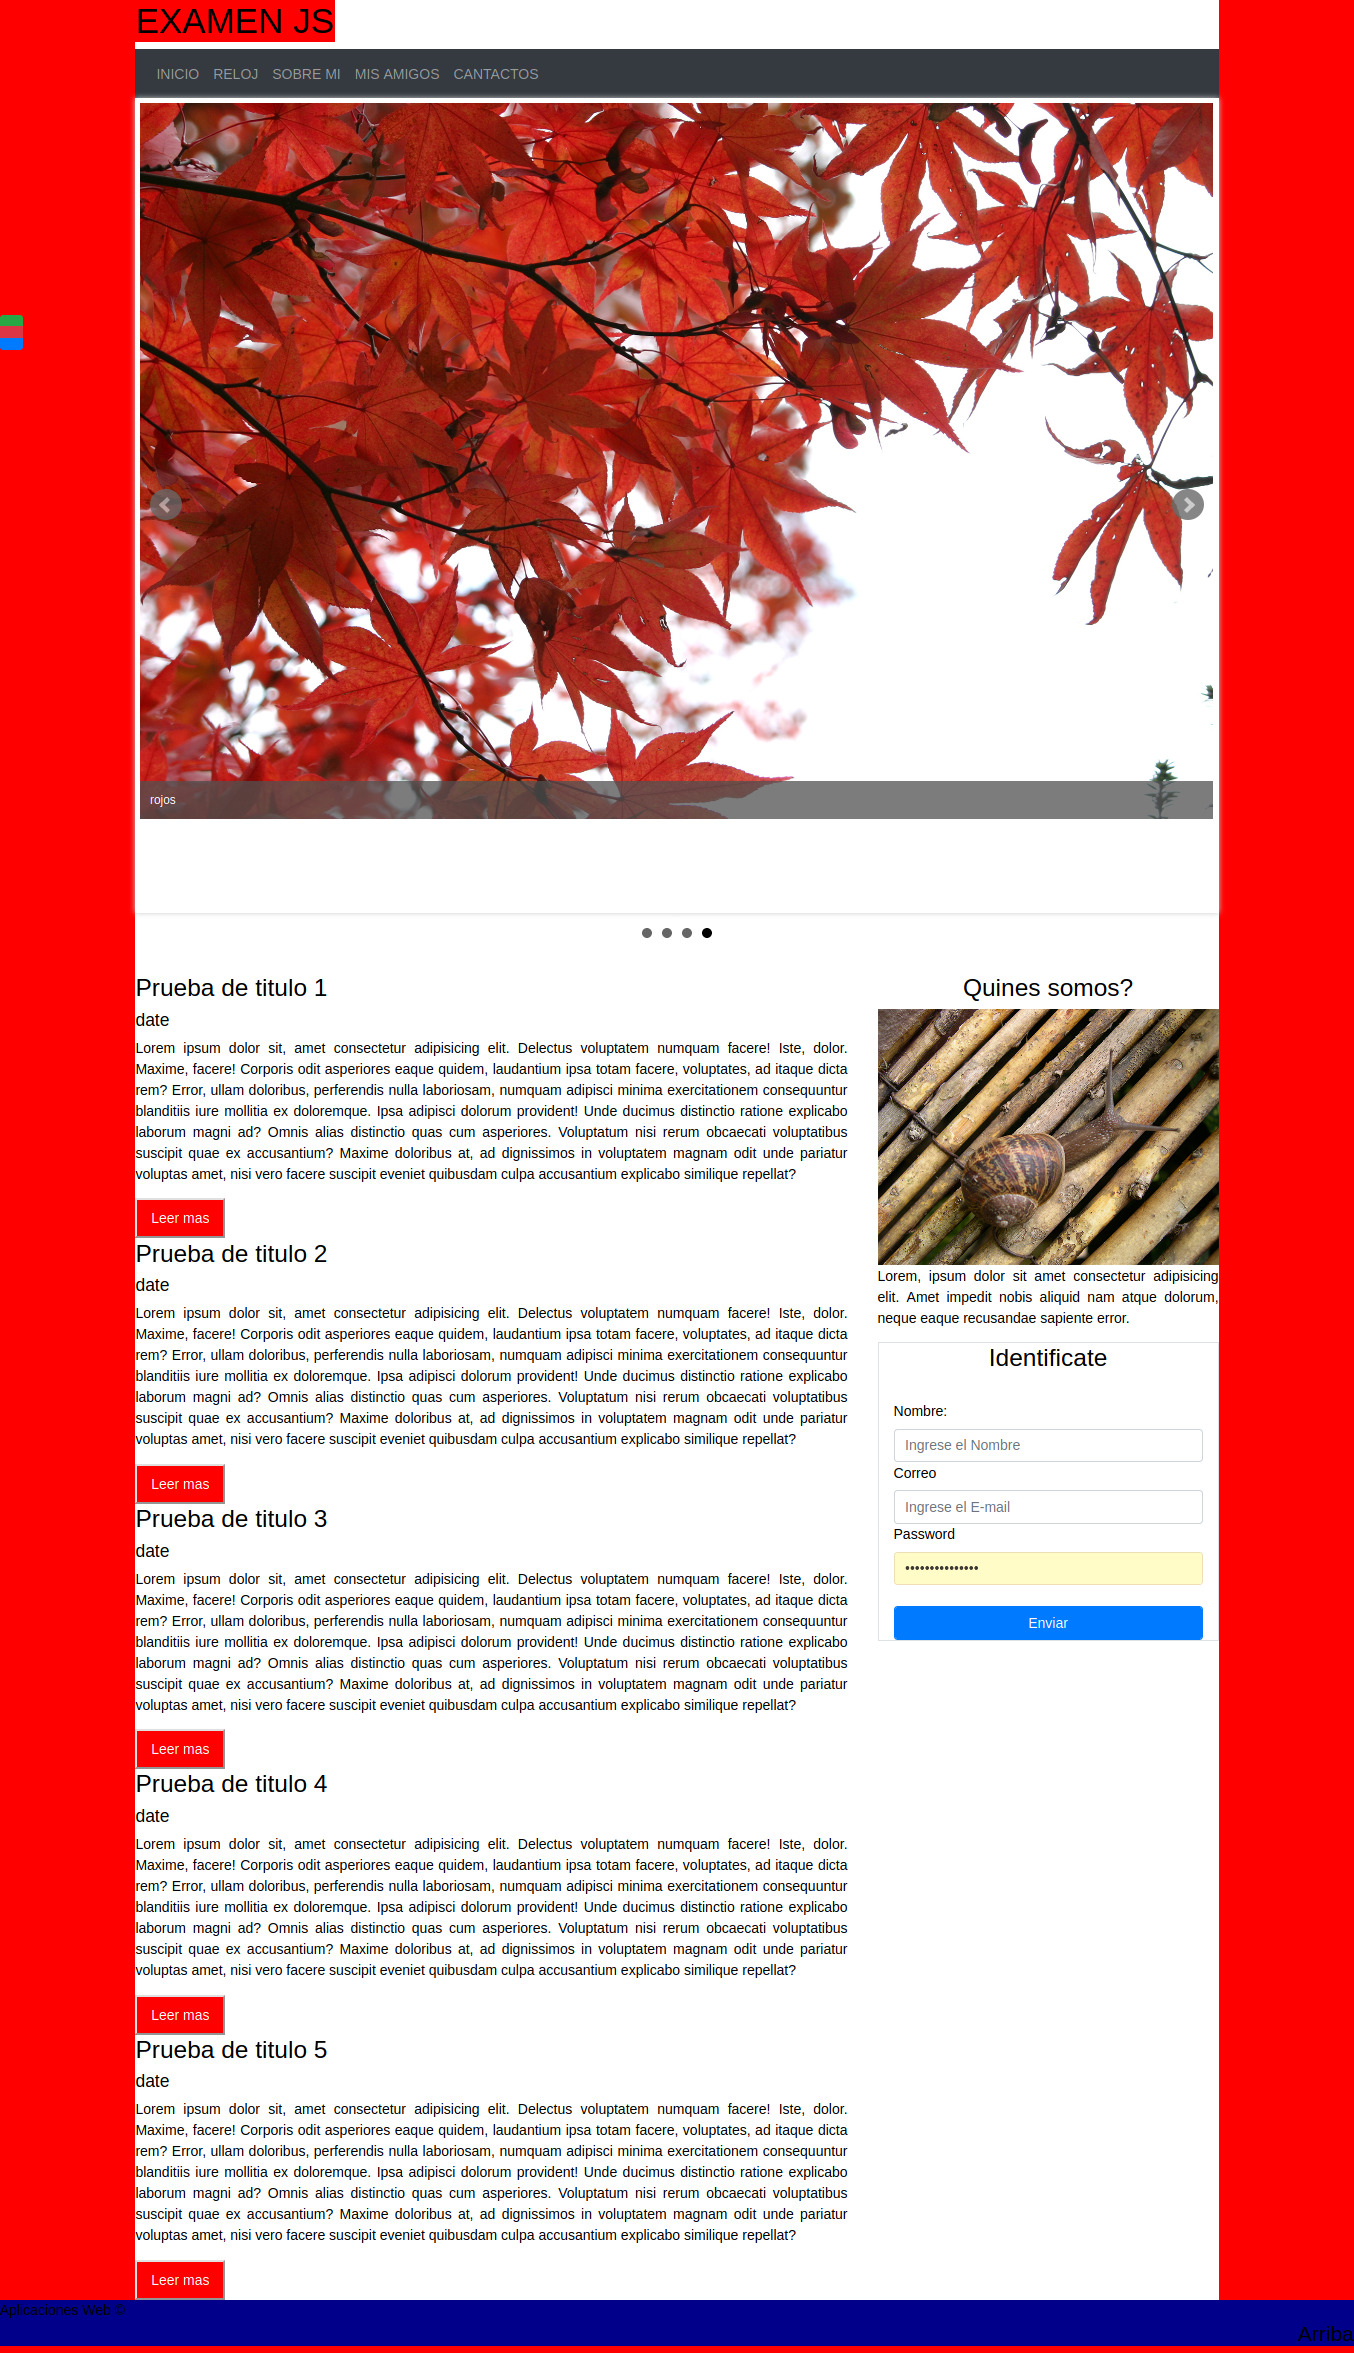 EXAMEN JS
INICIO RELOJ SOBRE MI MIS AMIGOS CANTACTOS
rojos
Prueba de titulo 1
date
Lorem ipsum dolor sit, amet consectetur adipisicing elit. Delectus voluptatem numquam facere! Iste, dolor.
Maxime, facere! Corporis odit asperiores eaque quidem, laudantium ipsa totam facere, voluptates, ad itaque dicta
rem? Error, ullam doloribus, perferendis nulla laboriosam, numquam adipisci minima exercitationem consequuntur
blanditiis iure mollitia ex doloremque. Ipsa adipisci dolorum provident! Unde ducimus distinctio ratione explicabo
laborum magni ad? Omnis alias distinctio quas cum asperiores. Voluptatum nisi rerum obcaecati voluptatibus
suscipit quae ex accusantium? Maxime doloribus at, ad dignissimos in voluptatem magnam odit unde pariatur
voluptas amet, nisi vero facere suscipit eveniet quibusdam culpa accusantium explicabo similique repellat?
Leer mas
Prueba de titulo 2
date
Lorem ipsum dolor sit, amet consectetur adipisicing elit. Delectus voluptatem numquam facere! Iste, dolor.
Maxime, facere! Corporis odit asperiores eaque quidem, laudantium ipsa totam facere, voluptates, ad itaque dicta
rem? Error, ullam doloribus, perferendis nulla laboriosam, numquam adipisci minima exercitationem consequuntur
blanditiis iure mollitia ex doloremque. Ipsa adipisci dolorum provident! Unde ducimus distinctio ratione explicabo
laborum magni ad? Omnis alias distinctio quas cum asperiores. Voluptatum nisi rerum obcaecati voluptatibus
suscipit quae ex accusantium? Maxime doloribus at, ad dignissimos in voluptatem magnam odit unde pariatur
voluptas amet, nisi vero facere suscipit eveniet quibusdam culpa accusantium explicabo similique repellat?
Leer mas
Prueba de titulo 3
date
Lorem ipsum dolor sit, amet consectetur adipisicing elit. Delectus voluptatem numquam facere! Iste, dolor.
Maxime, facere! Corporis odit asperiores eaque quidem, laudantium ipsa totam facere, voluptates, ad itaque dicta
rem? Error, ullam doloribus, perferendis nulla laboriosam, numquam adipisci minima exercitationem consequuntur
blanditiis iure mollitia ex doloremque. Ipsa adipisci dolorum provident! Unde ducimus distinctio ratione explicabo
laborum magni ad? Omnis alias distinctio quas cum asperiores. Voluptatum nisi rerum obcaecati voluptatibus
suscipit quae ex accusantium? Maxime doloribus at, ad dignissimos in voluptatem magnam odit unde pariatur
voluptas amet, nisi vero facere suscipit eveniet quibusdam culpa accusantium explicabo similique repellat?
Leer mas
Prueba de titulo 4
date
Lorem ipsum dolor sit, amet consectetur adipisicing elit. Delectus voluptatem numquam facere! Iste, dolor.
Maxime, facere! Corporis odit asperiores eaque quidem, laudantium ipsa totam facere, voluptates, ad itaque dicta
rem? Error, ullam doloribus, perferendis nulla laboriosam, numquam adipisci minima exercitationem consequuntur
blanditiis iure mollitia ex doloremque. Ipsa adipisci dolorum provident! Unde ducimus distinctio ratione explicabo
laborum magni ad? Omnis alias distinctio quas cum asperiores. Voluptatum nisi rerum obcaecati voluptatibus
suscipit quae ex accusantium? Maxime doloribus at, ad dignissimos in voluptatem magnam odit unde pariatur
voluptas amet, nisi vero facere suscipit eveniet quibusdam culpa accusantium explicabo similique repellat?
Leer mas
Prueba de titulo 5
date
Lorem ipsum dolor sit, amet consectetur adipisicing elit. Delectus voluptatem numquam facere! Iste, dolor.
Maxime, facere! Corporis odit asperiores eaque quidem, laudantium ipsa totam facere, voluptates, ad itaque dicta
rem? Error, ullam doloribus, perferendis nulla laboriosam, numquam adipisci minima exercitationem consequuntur
blanditiis iure mollitia ex doloremque. Ipsa adipisci dolorum provident! Unde ducimus distinctio ratione explicabo
laborum magni ad? Omnis alias distinctio quas cum asperiores. Voluptatum nisi rerum obcaecati voluptatibus
suscipit quae ex accusantium? Maxime doloribus at, ad dignissimos in voluptatem magnam odit unde pariatur
voluptas amet, nisi vero facere suscipit eveniet quibusdam culpa accusantium explicabo similique repellat?
Leer mas
Quines somos?
Lorem, ipsum dolor sit amet consectetur adipisicing
elit. Amet impedit nobis aliquid nam atque dolorum,
neque eaque recusandae sapiente error.
Identificate
Nombre:
Ingrese el Nombre
Correo
Ingrese el E-mail
Password
•••••••••••••••
Enviar
Aplicaciones Web ©
Arriba